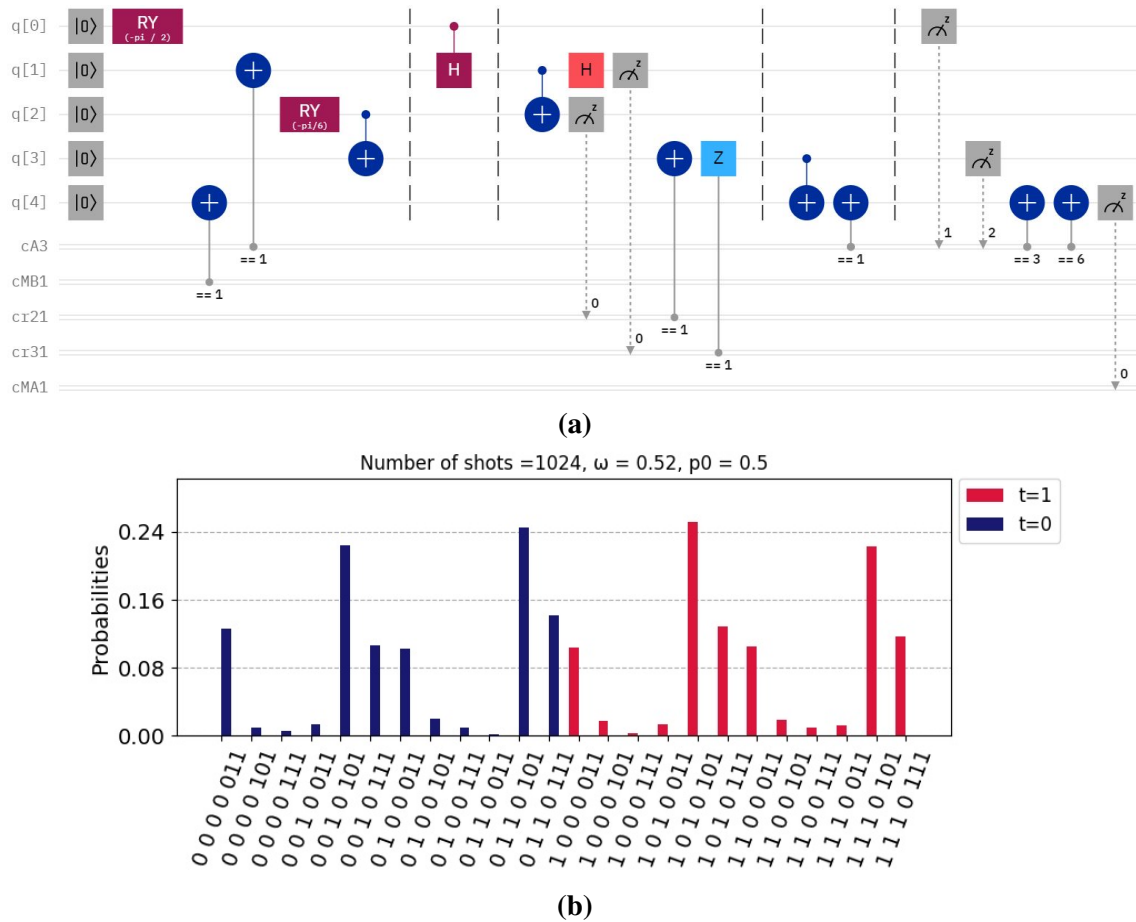 q[0] |0⟩ RY (-pi / 2) z
q[1] |0⟩ + H H z
q[2] |0⟩ RY (-pi/6) + z
q[3] |0⟩ + + Z z
q[4] |0⟩ + + + + + z
cA3 == 1 == 1 1 2 == 3 == 6
cMB1 == 1
cr21 0 == 1
cr31 0 == 1
cMA1 0
(a)
Number of shots =1024, ω = 0.52, p0 = 0.5
t=1
t=0
Probabilities
0.24
0.16
0.08
0.00
0 0 0 0 011
0 0 0 0 101
0 0 0 0 111
0 0 1 0 011
0 0 1 0 101
0 0 1 0 111
0 1 0 0 011
0 1 0 0 101
0 1 0 0 111
0 1 1 0 011
0 1 1 0 101
0 1 1 0 111
1 0 0 0 011
1 0 0 0 101
1 0 0 0 111
1 0 1 0 011
1 0 1 0 101
1 0 1 0 111
1 1 0 0 011
1 1 0 0 101
1 1 0 0 111
1 1 1 0 011
1 1 1 0 101
1 1 1 0 111
(b)